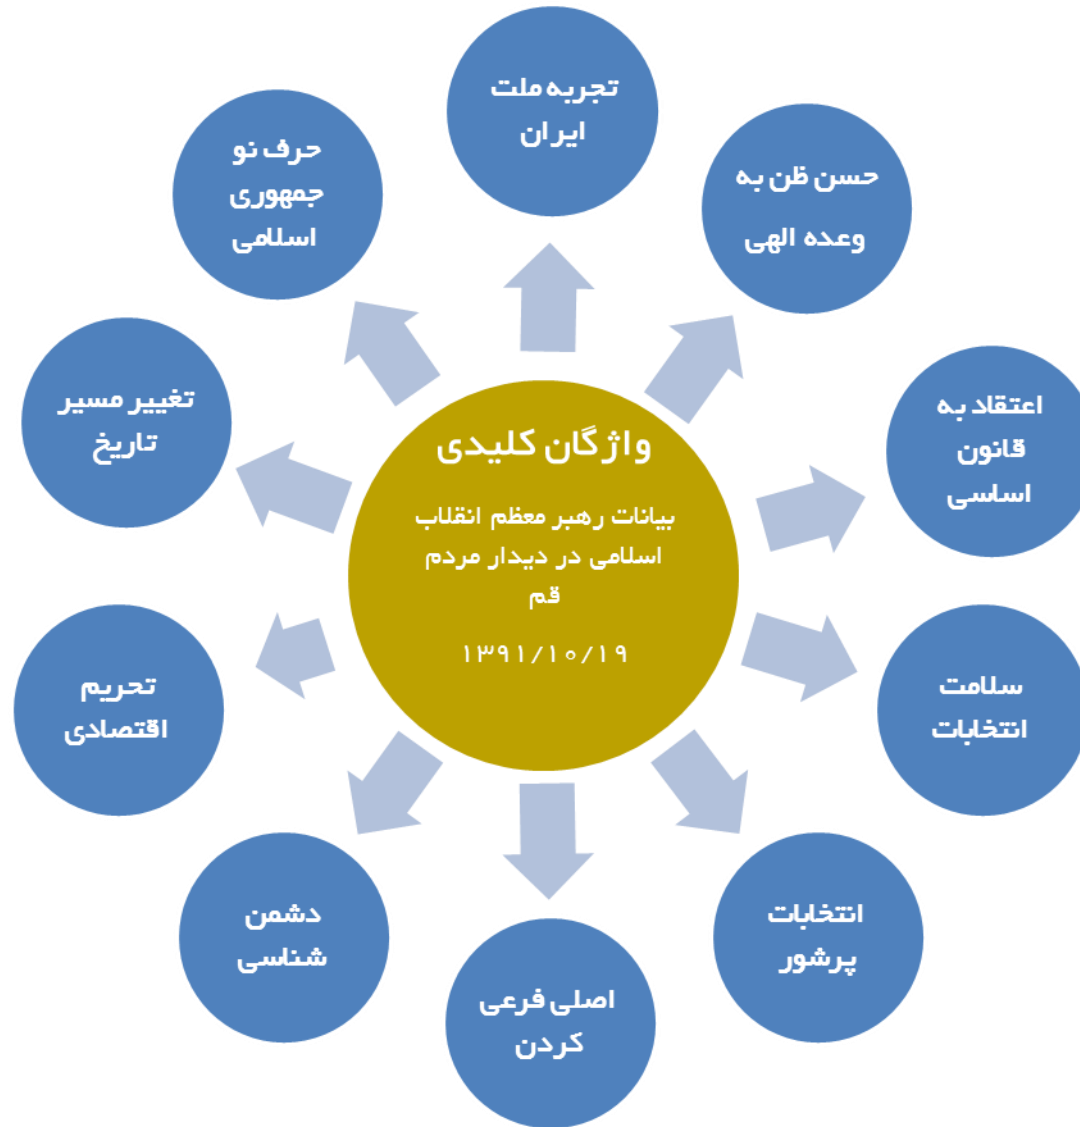 واژگان کلیدی
بیانات رهبر معظم انقلاب
اسلامی در دیدار مردم
قم
۱۳۹۱/۱۰/۱۹
تجربه ملت
ایران
حسن ظن به
وعده الهی
اعتقاد به
قانون
اساسی
سلامت
انتخابات
انتخابات
پرشور
اصلی فرعی
کردن
دشمن
شناسی
تحریم
اقتصادی
تغییر مسیر
تاریخ
حرف نو
جمهوری
اسلامی